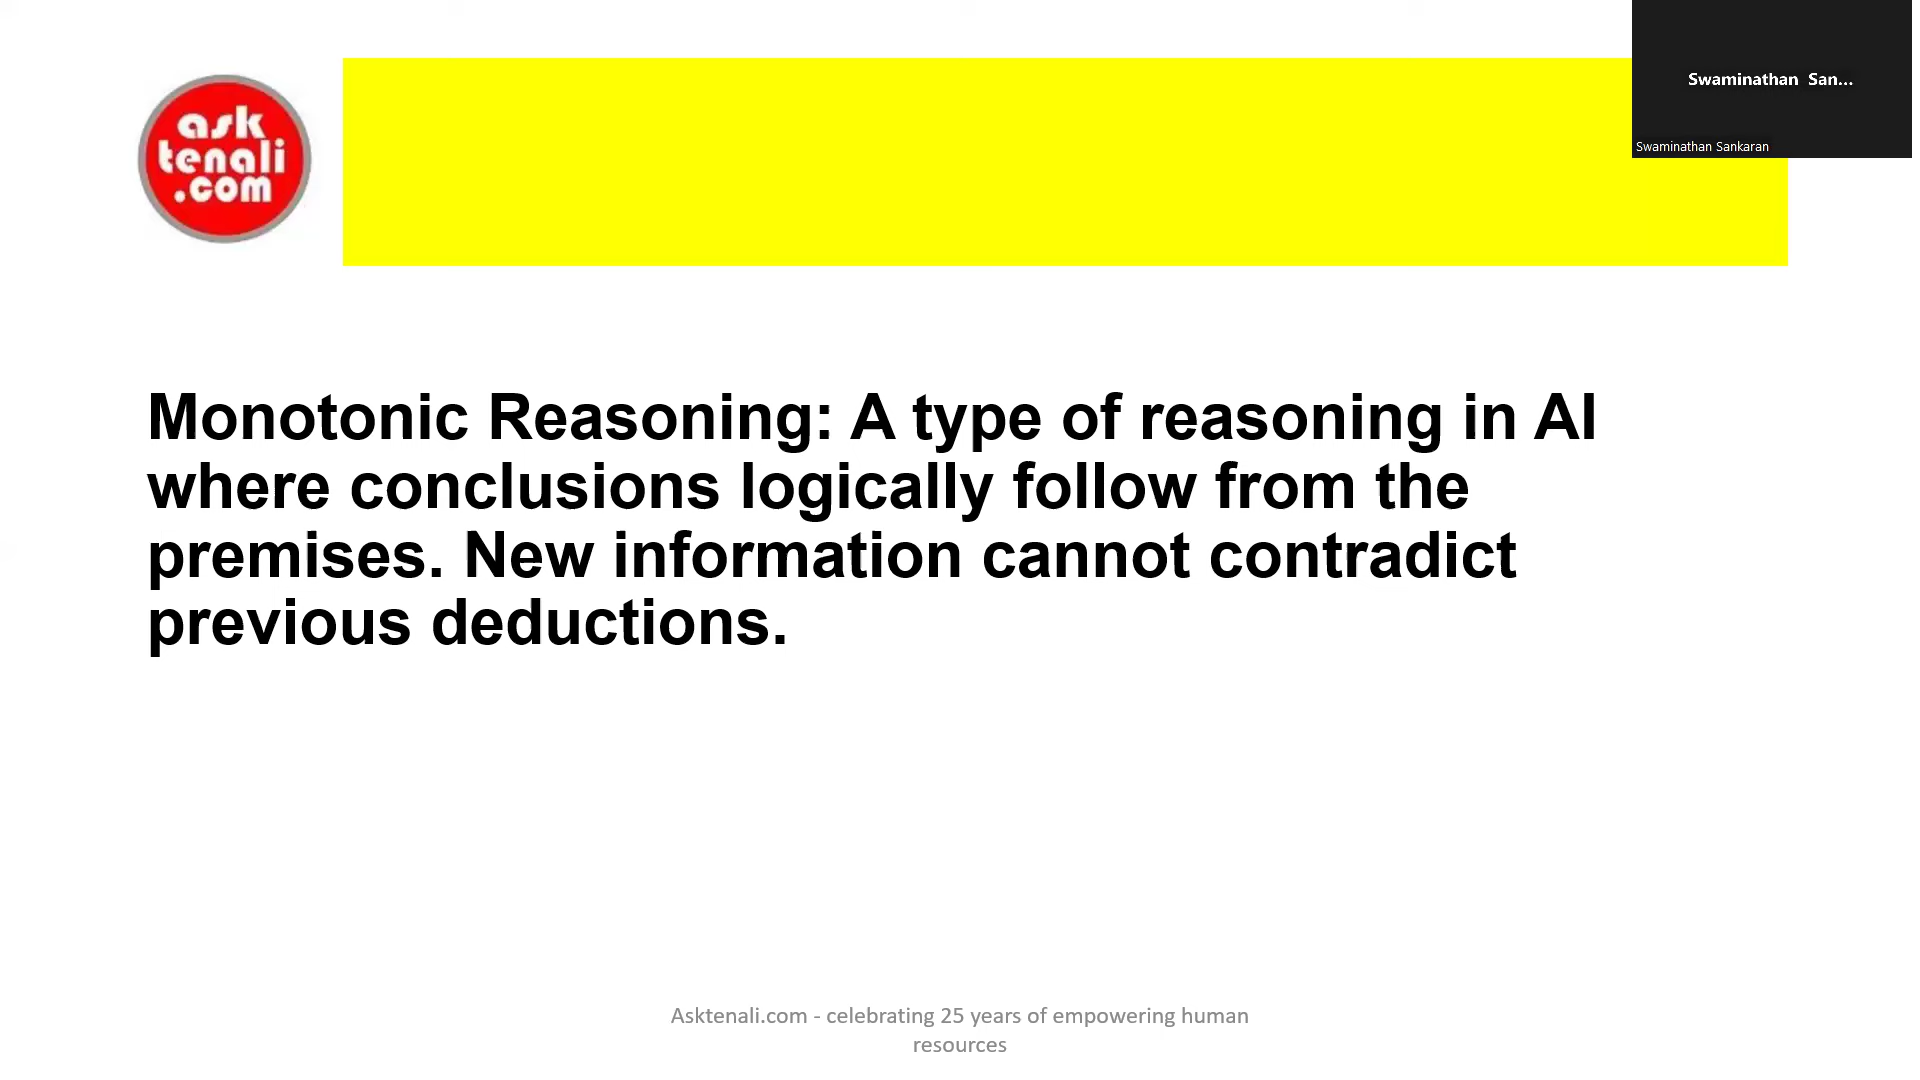 ask
tenali
.com
Swaminathan San...
Swaminathan Sankaran
Monotonic Reasoning: A type of reasoning in AI
where conclusions logically follow from the
premises. New information cannot contradict
previous deductions.
Asktenali.com - celebrating 25 years of empowering human
resources